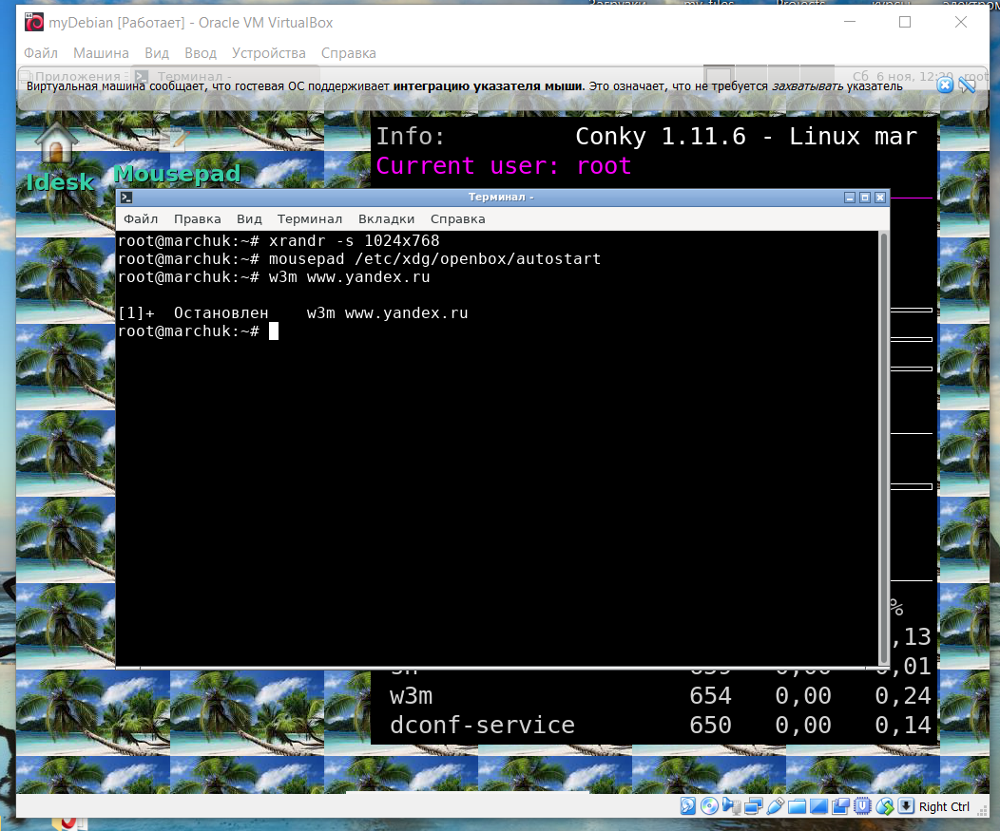 myDebian [Работает] - Oracle VM VirtualBox
Файл Машина Вид Ввод Устройства Справка
Приложения Терминал - Сб 6 ноя, 12:20 root
Виртуальная машина сообщает, что гостевая ОС поддерживает интеграцию указателя мыши. Это означает, что не требуется захватывать указатель
Idesk
Mousepad
Info: Conky 1.11.6 - Linux mar
Current user: root
Терминал -
Файл Правка Вид Терминал Вкладки Справка
root@marchuk:~# xrandr -s 1024x768
root@marchuk:~# mousepad /etc/xdg/openbox/autostart
root@marchuk:~# w3m www.yandex.ru
[1]+ Остановлен w3m www.yandex.ru
root@marchuk:~#
%
,13
,01
w3m 654 0,00 0,24
dconf-service 650 0,00 0,14
Right Ctrl